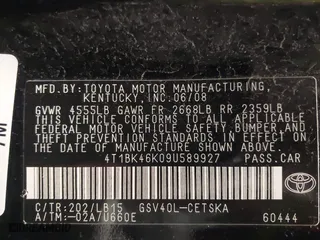 MFD.BY:TOYOTA MOTOR MANUFACTURING,
KENTUCKY,INC.06/08
GVWR 4555LB GAWR FR 2668LB RR 2359LB
THIS VEHICLE CONFORMS TO ALL APPLICABLE
FEDERAL MOTOR VEHICLE SAFETY,BUMPER,AND
THEFT PREVENTION STANDARDS IN EFFECT ON
THE DATE OF MANUFACTURE SHOWN ABOVE.
4T1BK46K09U589927 PASS.CAR
C/TR:202/LB15 GSV40L-CETSKA
A/TM:-02A/U660E
TOYOTA
60444